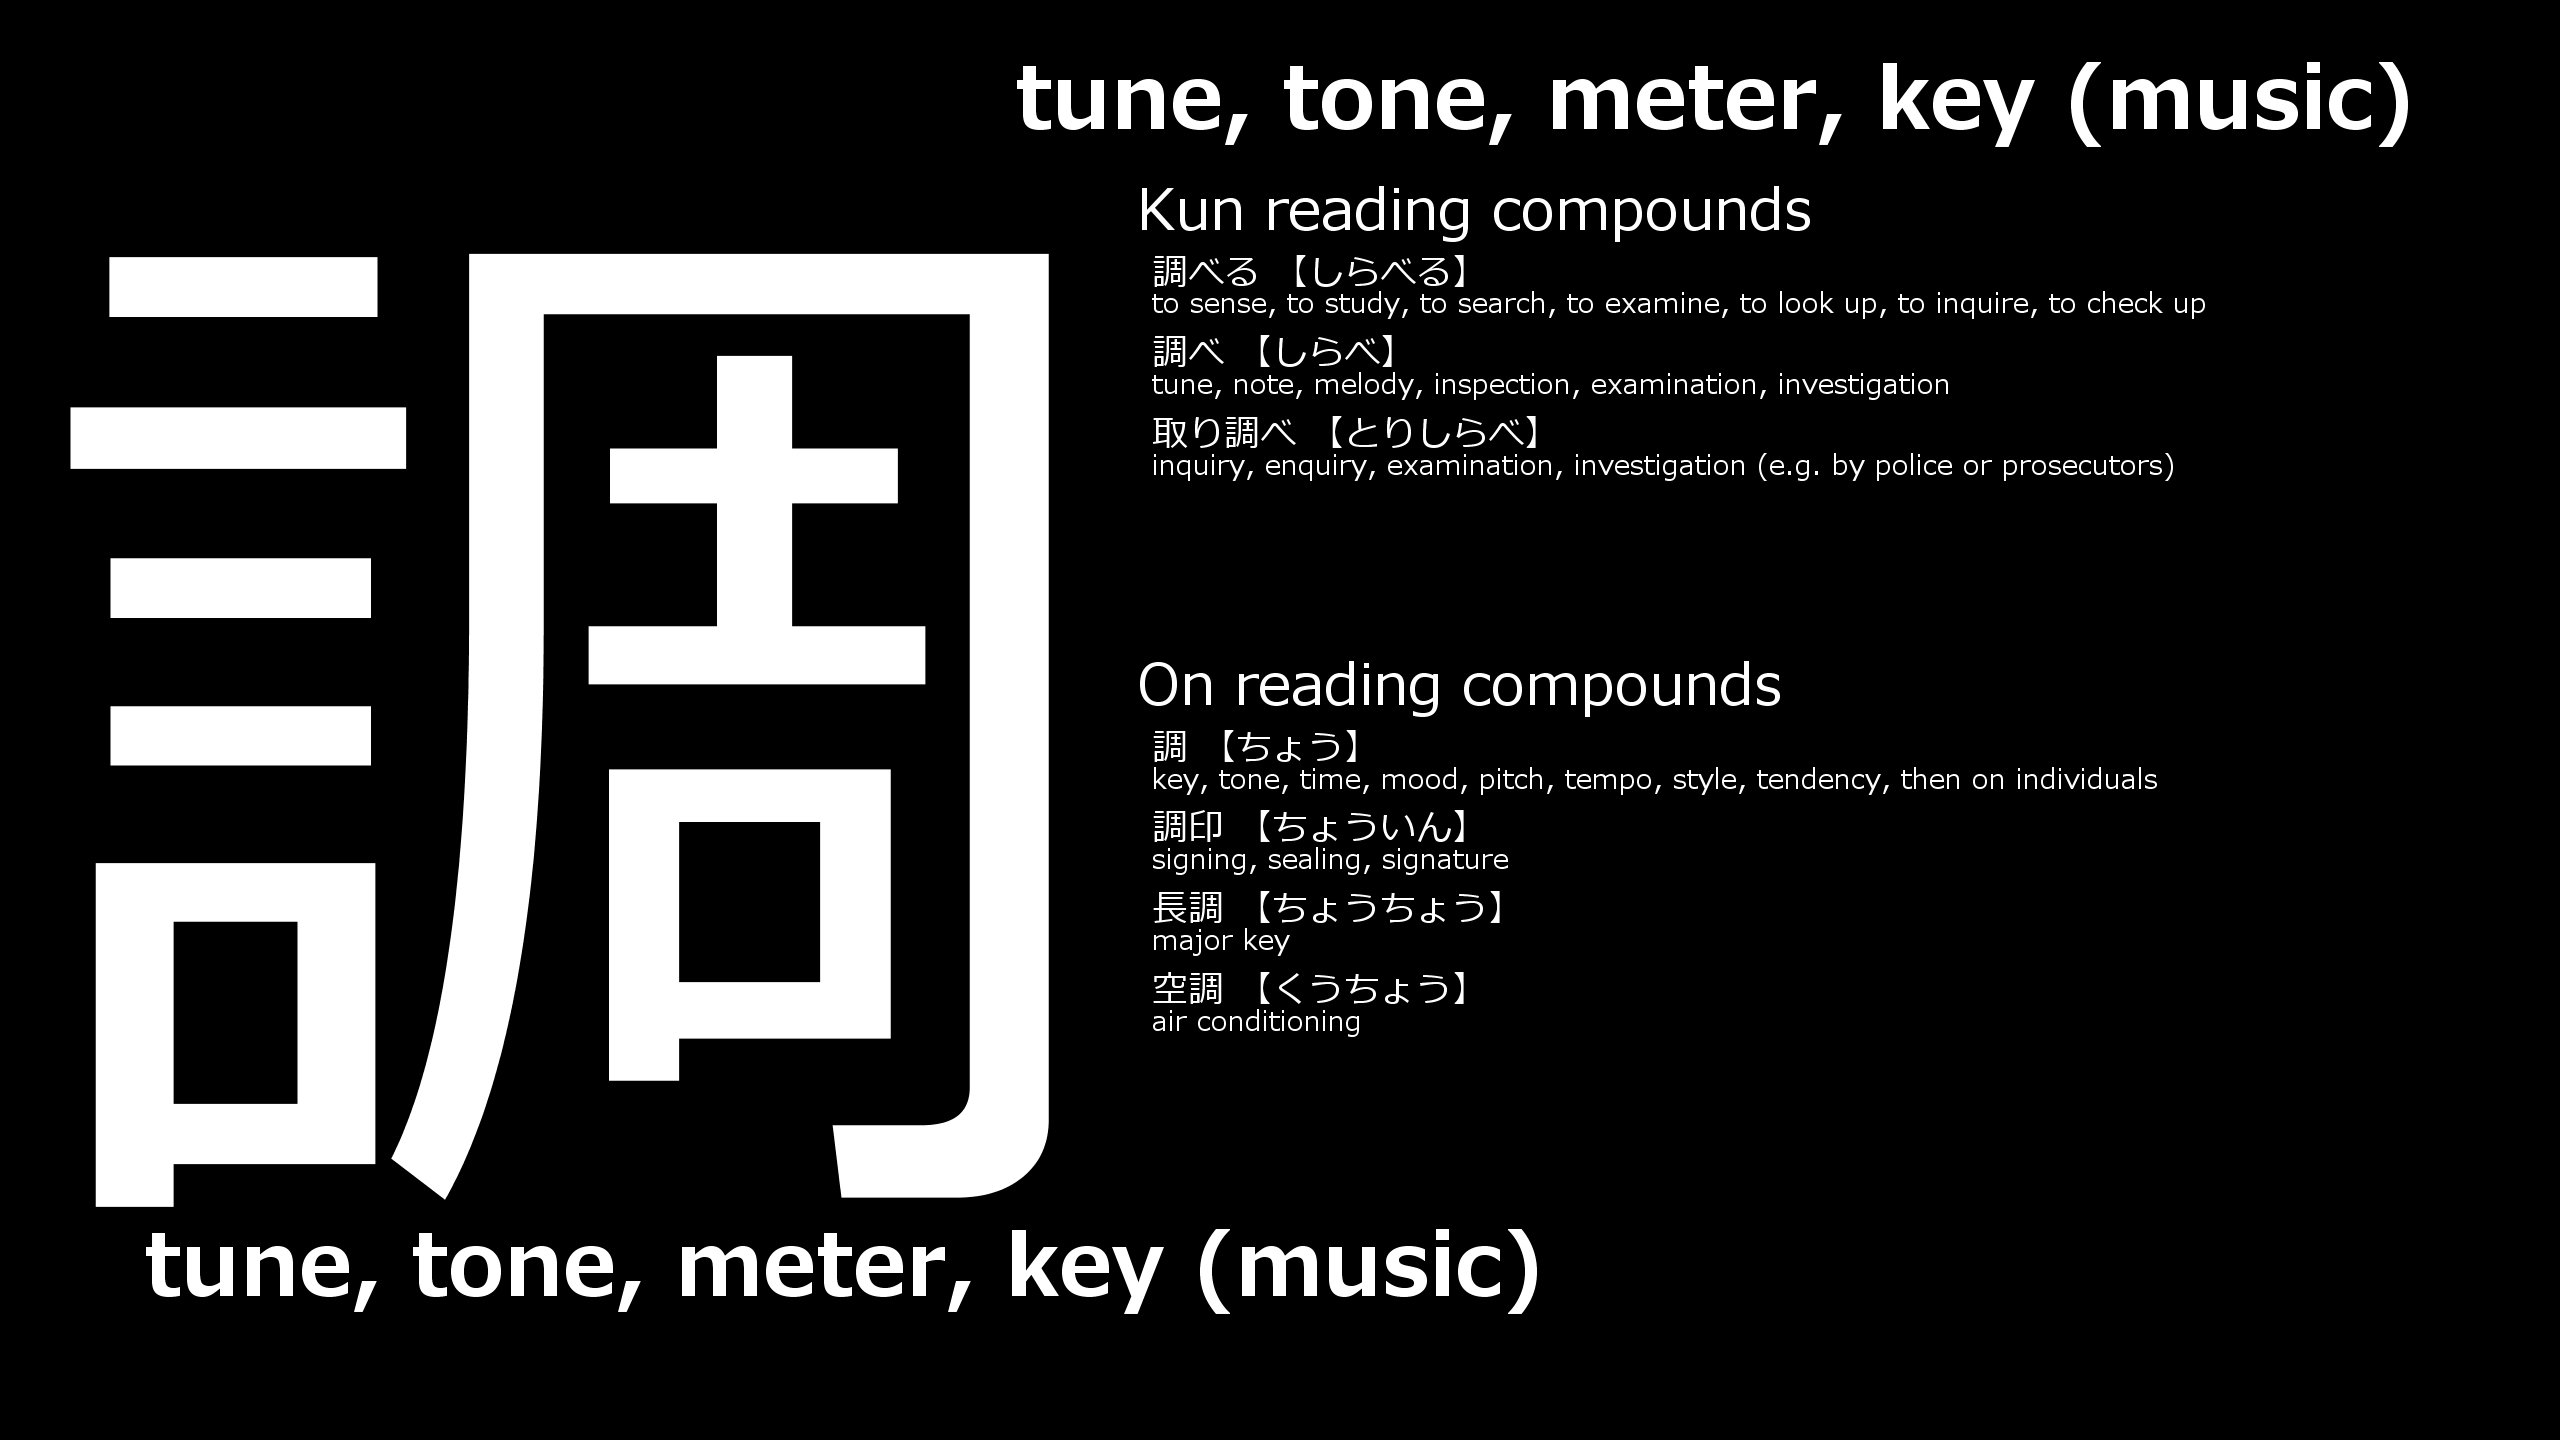 tune, tone, meter, key (music)
調
Kun reading compounds
調べる 【しらべる】
to sense, to study, to search, to examine, to look up, to inquire, to check up
調べ 【しらべ】
tune, note, melody, inspection, examination, investigation
取り調べ 【とりしらべ】
inquiry, enquiry, examination, investigation (e.g. by police or prosecutors)
On reading compounds
調 【ちょう】
key, tone, time, mood, pitch, tempo, style, tendency, then on individuals
調印 【ちょういん】
signing, sealing, signature
長調 【ちょうちょう】
major key
空調 【くうちょう】
air conditioning
tune, tone, meter, key (music)